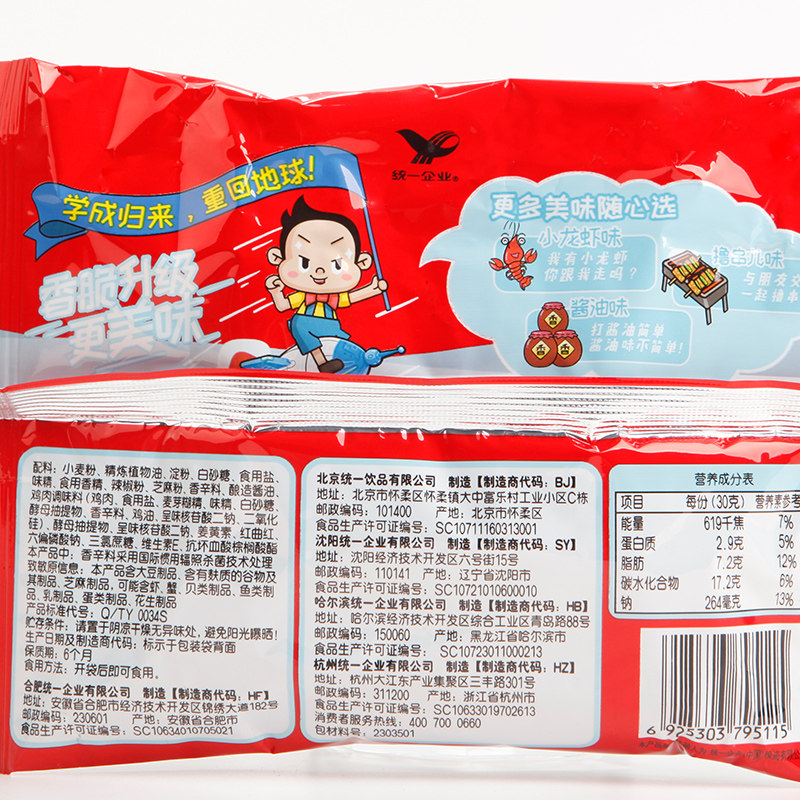 统一企业®
学成归来，重回地球！
香脆升级
更美味
更多美味随心选
小龙虾味
我有小龙虾
你跟我走吗？
撸串儿味
与朋友交
一起撸串
酱油味
打酱油简单
酱油味不简单！
香
香
香
配料：小麦粉、精炼植物油、淀粉、白砂糖、食用盐、
味精、食用香精、辣椒粉、芝麻粉、香辛料、酿造酱油、
鸡肉调味料（鸡肉、食用盐、麦芽糊精、味精、白砂糖、
酵母抽提物、香辛料、鸡油、呈味核苷酸二钠、二氧化
硅）、酵母抽提物、呈味核苷酸二钠、姜黄素、红曲红、
六偏磷酸钠、三氯蔗糖、维生素E、抗坏血酸棕榈酸酯
本产品中：香辛料采用国际惯用辐照杀菌技术处理
致敏原信息：本产品含大豆制品、含有麸质的谷物及
其制品、芝麻制品，可能含虾、蟹、贝类制品、鱼类制
品、乳制品、蛋类制品、花生制品
产品标准代号：Q/TY 0034S
贮存条件：请置于阴凉干燥无异味处，避免阳光曝晒！
生产日期及制造商代码：标示于包装袋背面
保质期：6个月
食用方法：开袋后即可食用。
合肥统一企业有限公司 制造【制造商代码：HF】
地址：安徽省合肥市经济技术开发区锦绣大道182号
邮政编码：230601 产地：安徽省合肥市
食品生产许可证编号：SC10634010705021
北京统一饮品有限公司 制造【制造商代码：BJ】
地址：北京市怀柔区怀柔镇大中富乐村工业小区C栋
邮政编码：101400 产地：北京市怀柔区
食品生产许可证编号：SC10711160313001
沈阳统一企业有限公司 制造【制造商代码：SY】
地址：沈阳经济技术开发区六号街15号
邮政编码：110141 产地：辽宁省沈阳市
食品生产许可证编号：SC10721010600010
哈尔滨统一企业有限公司 制造【制造商代码：HB】
地址：哈尔滨经济技术开发区综合工业区青岛路88号
邮政编码：150060 产地：黑龙江省哈尔滨市
食品生产许可证编号：SC10723011000213
杭州统一企业有限公司 制造【制造商代码：HZ】
地址：杭州大江东产业集聚区三丰路301号
邮政编码：311200 产地：浙江省杭州市
食品生产许可证编号：SC10633019702613
消费者服务热线：400 700 0660
包材料号：2303501
营养成分表
项目 每份(30克) 营养素参考
能量 619千焦 7%
蛋白质 2.9克 5%
脂肪 7.2克 12%
碳水化合物 17.2克 6%
钠 264毫克 13%
6 925303 795115